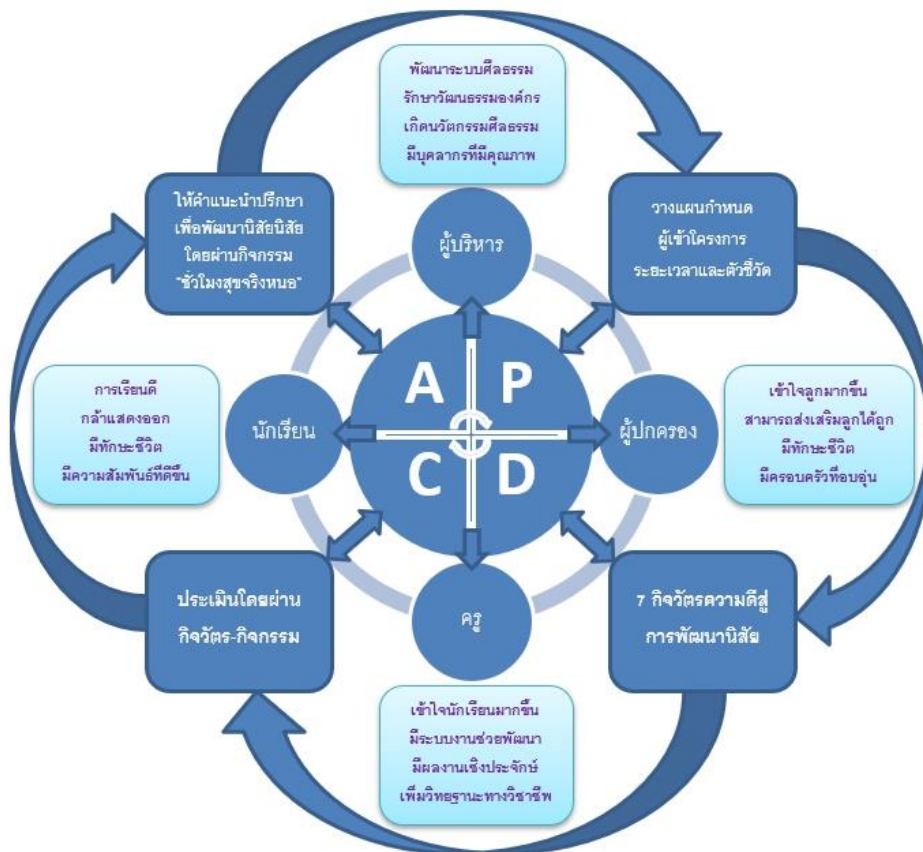 พัฒนาระบบศีลธรรม
รักษาวัฒนธรรมองค์กร
เกิดนวัตกรรมศีลธรรม
มีบุคลากรที่มีคุณภาพ
ให้คำแนะนำปรึกษา
เพื่อพัฒนานิสัยนิสัย
โดยผ่านกิจกรรม
"ชั่วโมงสุขจริงหนอ"
ผู้บริหาร
วางแผนกำหนด
ผู้เข้าโครงการ
ระยะเวลาและตัวชี้วัด
A P
การเรียนดี
กล้าแสดงออก
มีทักษะชีวิต
มีความสัมพันธ์ที่ดีขึ้น
นักเรียน
ผู้ปกครอง
เข้าใจลูกมากขึ้น
สามารถส่งเสริมลูกได้ถูก
มีทักษะชีวิต
มีครอบครัวที่อบอุ่น
C D
ประเมินโดยผ่าน
กิจวัตร-กิจกรรม
ครู
7 กิจวัตรความดีสู่
การพัฒนานิสัย
เข้าใจนักเรียนมากขึ้น
มีระบบงานช่วยพัฒนา
มีผลงานเชิงประจักษ์
เพิ่มวิทยฐานะทางวิชาชีพ